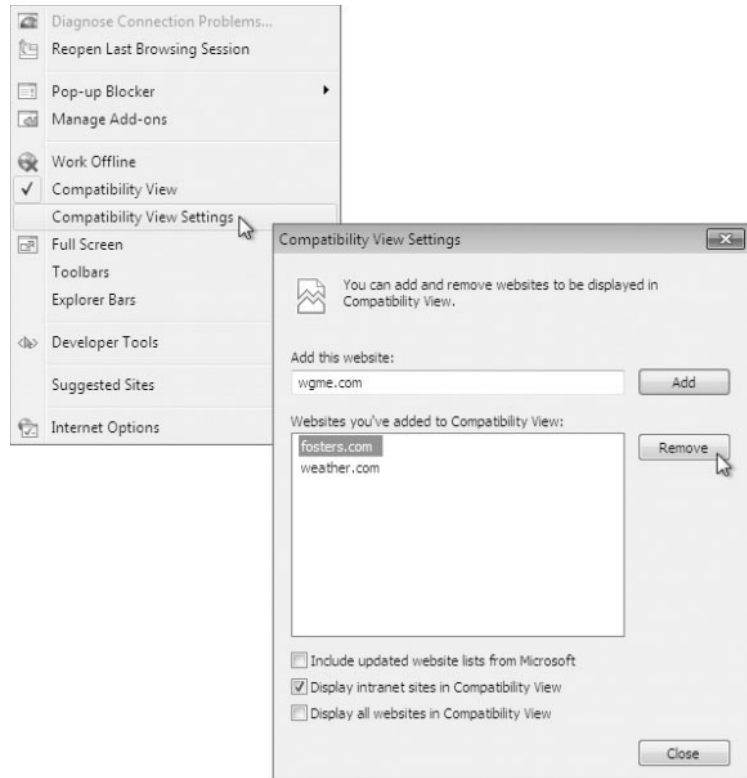 Diagnose Connection Problems...
Reopen Last Browsing Session
Pop-up Blocker
Manage Add-ons
Work Offline
Compatibility View
Compatibility View Settings
Full Screen
Toolbars
Explorer Bars
Developer Tools
Suggested Sites
Internet Options
Compatibility View Settings
You can add and remove websites to be displayed in
Compatibility View.
Add this website:
wgme.com
Add
Websites you've added to Compatibility View:
fosters.com
Remove
weather.com
Include updated website lists from Microsoft
Display intranet sites in Compatibility View
Display all websites in Compatibility View
Close